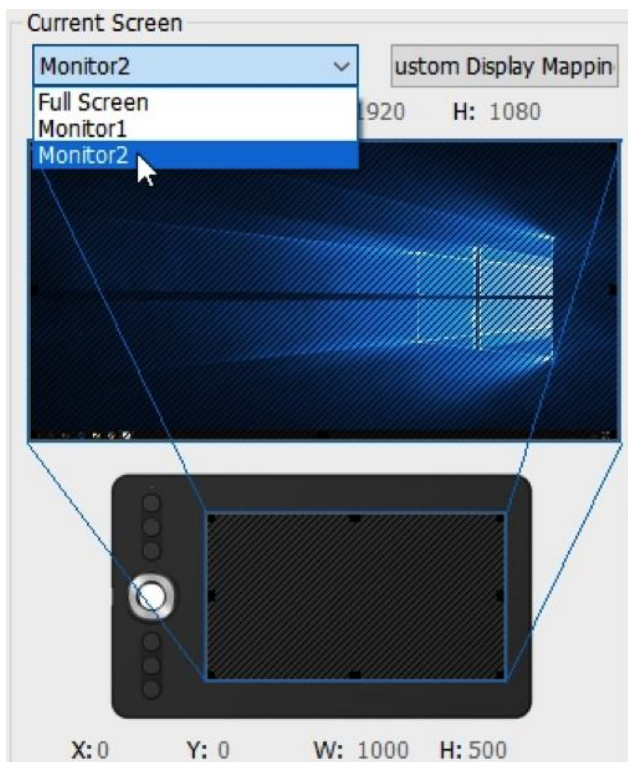 Current Screen
Monitor2
ustom Display Mappin
Full Screen
1920 H: 1080
Monitor1
Monitor2
X: 0 Y: 0 W: 1000 H: 500